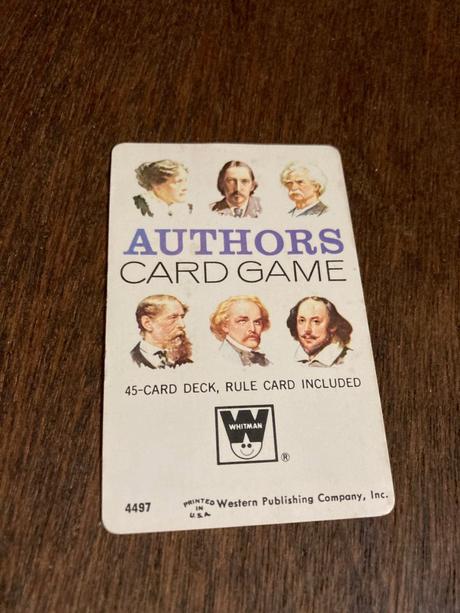 AUTHORS
CARD GAME
45-CARD DECK, RULE CARD INCLUDED
W
WHITMAN
®
4497 PRINTED IN U.S.A. Western Publishing Company, Inc.